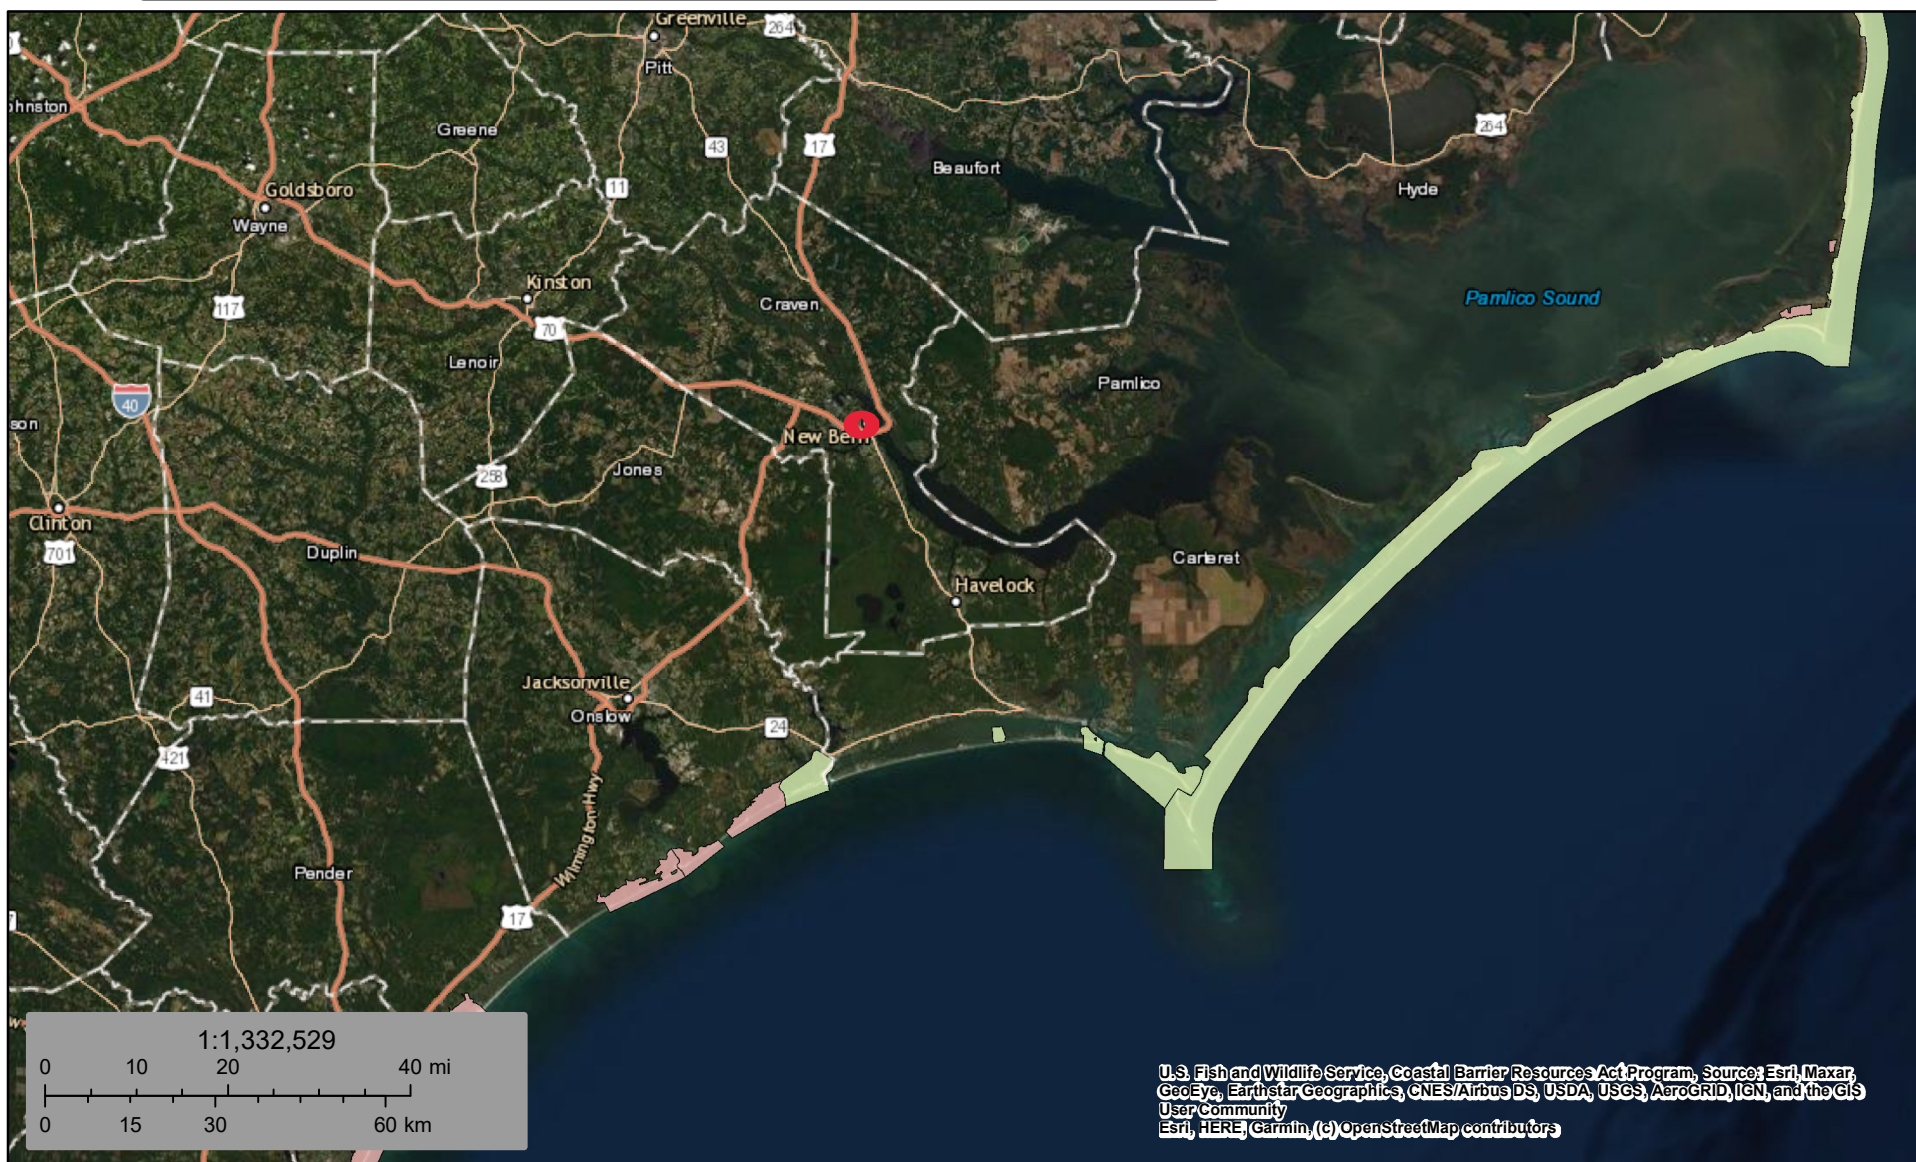 Greenville
264
Pitt
ohnston
Greene
43
17
264
Beaufort
11
Hyde
Goldsboro
Wayne
Kinston
Pamlico Sound
117
Craven
70
Lenoir
Pamlico
40
son
New Bern
258
Jones
Clinton
701
Duplin
Carteret
Havelock
Jacksonville
41
Onslow
24
421
Wilmington Hwy
Pender
17
1:1,332,529
0 10 20 40 mi
0 15 30 60 km
U.S. Fish and Wildlife Service, Coastal Barrier Resources Act Program, Source: Esri, Maxar,
GeoEye, Earthstar Geographics, CNES/Airbus DS, USDA, USGS, AeroGRID, IGN, and the GIS
User Community
Esri, HERE, Garmin, (c) OpenStreetMap contributors